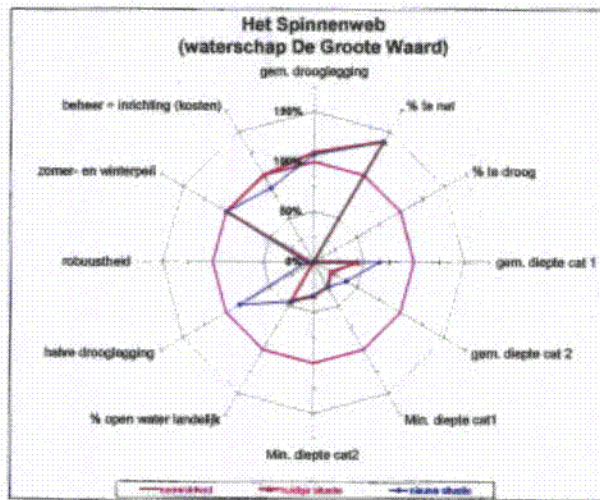 Het Spinnenweb
(waterschap De Groote Waard)
gem. drooglegging
beheer + inrichting (kosten)
150%
% te nat
100%
zomer- en winterpeil
% te droog
50%
robuustheid
0%
gem. diepte cat 1
halve drooglegging
gem. diepte cat 2
% open water landelijk
Min. diepte cat1
Min. diepte cat2
huidige situatie
nieuwe situatie